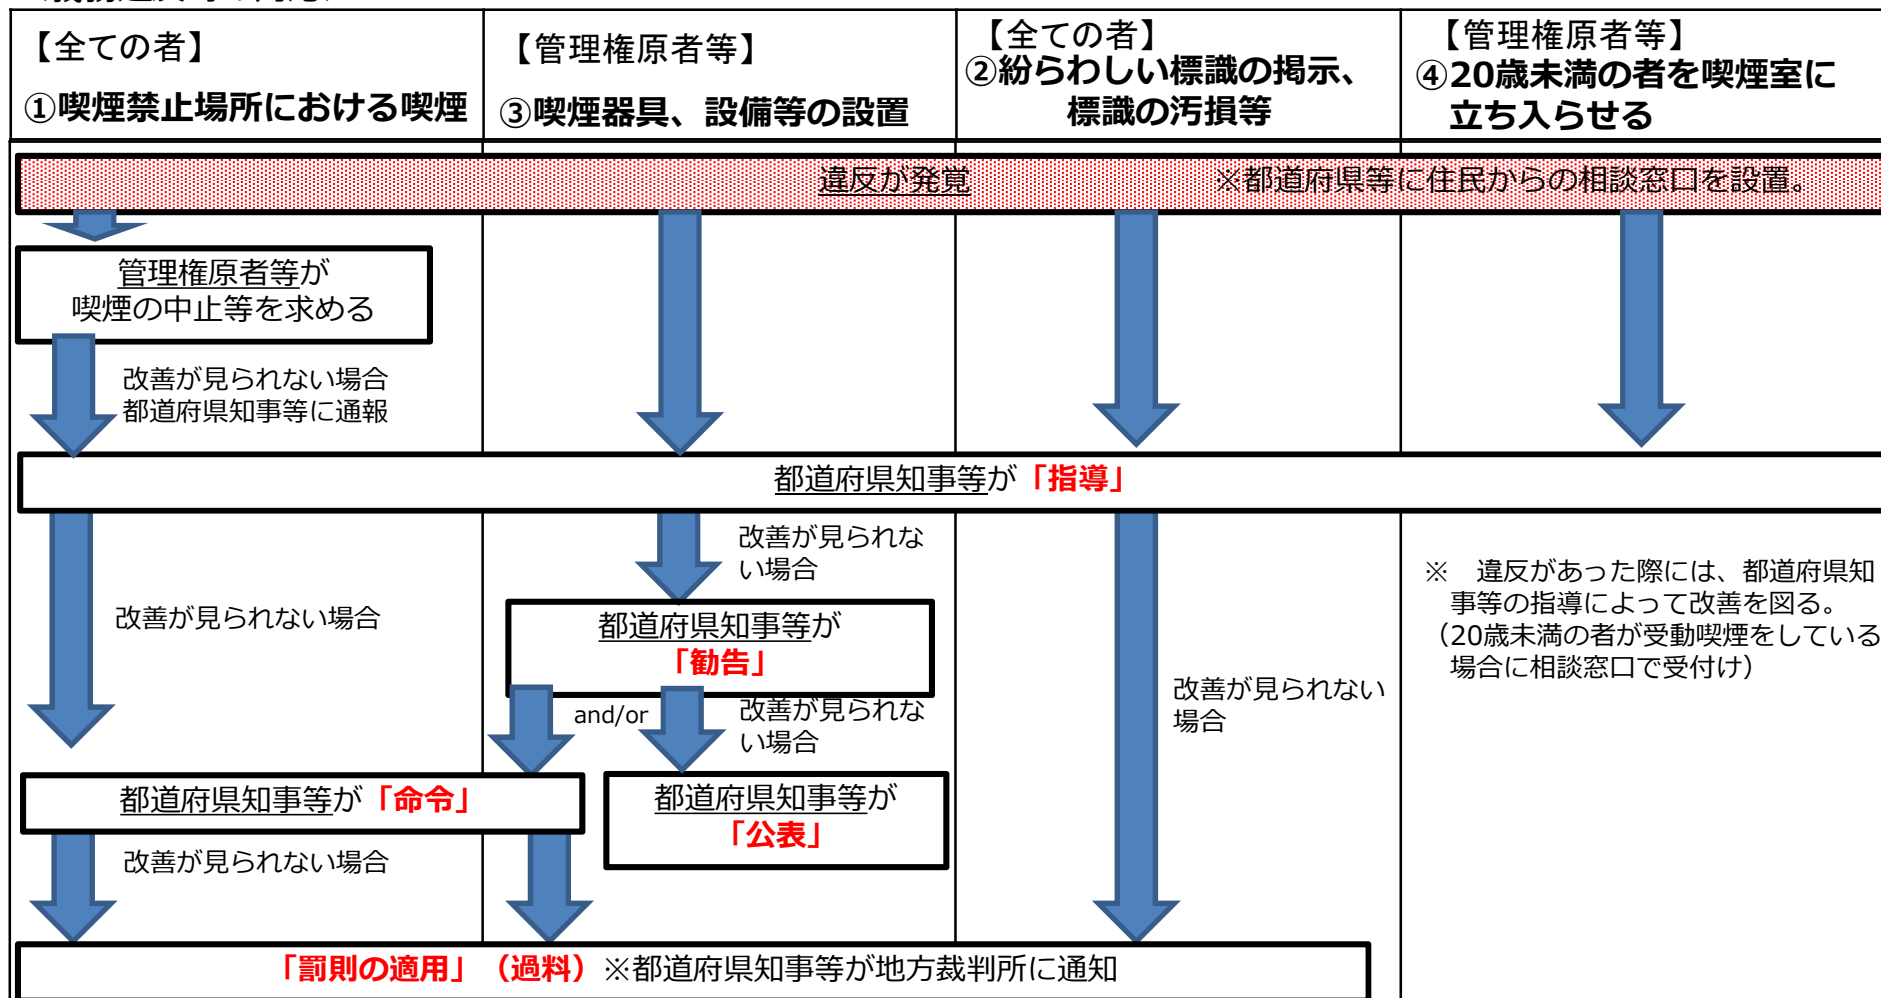 【全ての者】
①喫煙禁止場所における喫煙
【管理権原者等】
③喫煙器具、設備等の設置
【全ての者】
②紛らわしい標識の掲示、
標識の汚損等
【管理権原者等】
④20歳未満の者を喫煙室に
立ち入らせる
違反が発覚 ※都道府県等に住民からの相談窓口を設置。
管理権原者等が
喫煙の中止等を求める
改善が見られない場合
都道府県知事等に通報
都道府県知事等が「指導」
改善が見られない場合
改善が見られな
い場合
都道府県知事等が
「勧告」
and/or
改善が見られな
い場合
改善が見られない
場合
※　違反があった際には、都道府県知
事等の指導によって改善を図る。
（20歳未満の者が受動喫煙をしている
場合に相談窓口で受付け）
都道府県知事等が「命令」
都道府県知事等が
「公表」
改善が見られない場合
「罰則の適用」（過料）※都道府県知事等が地方裁判所に通知